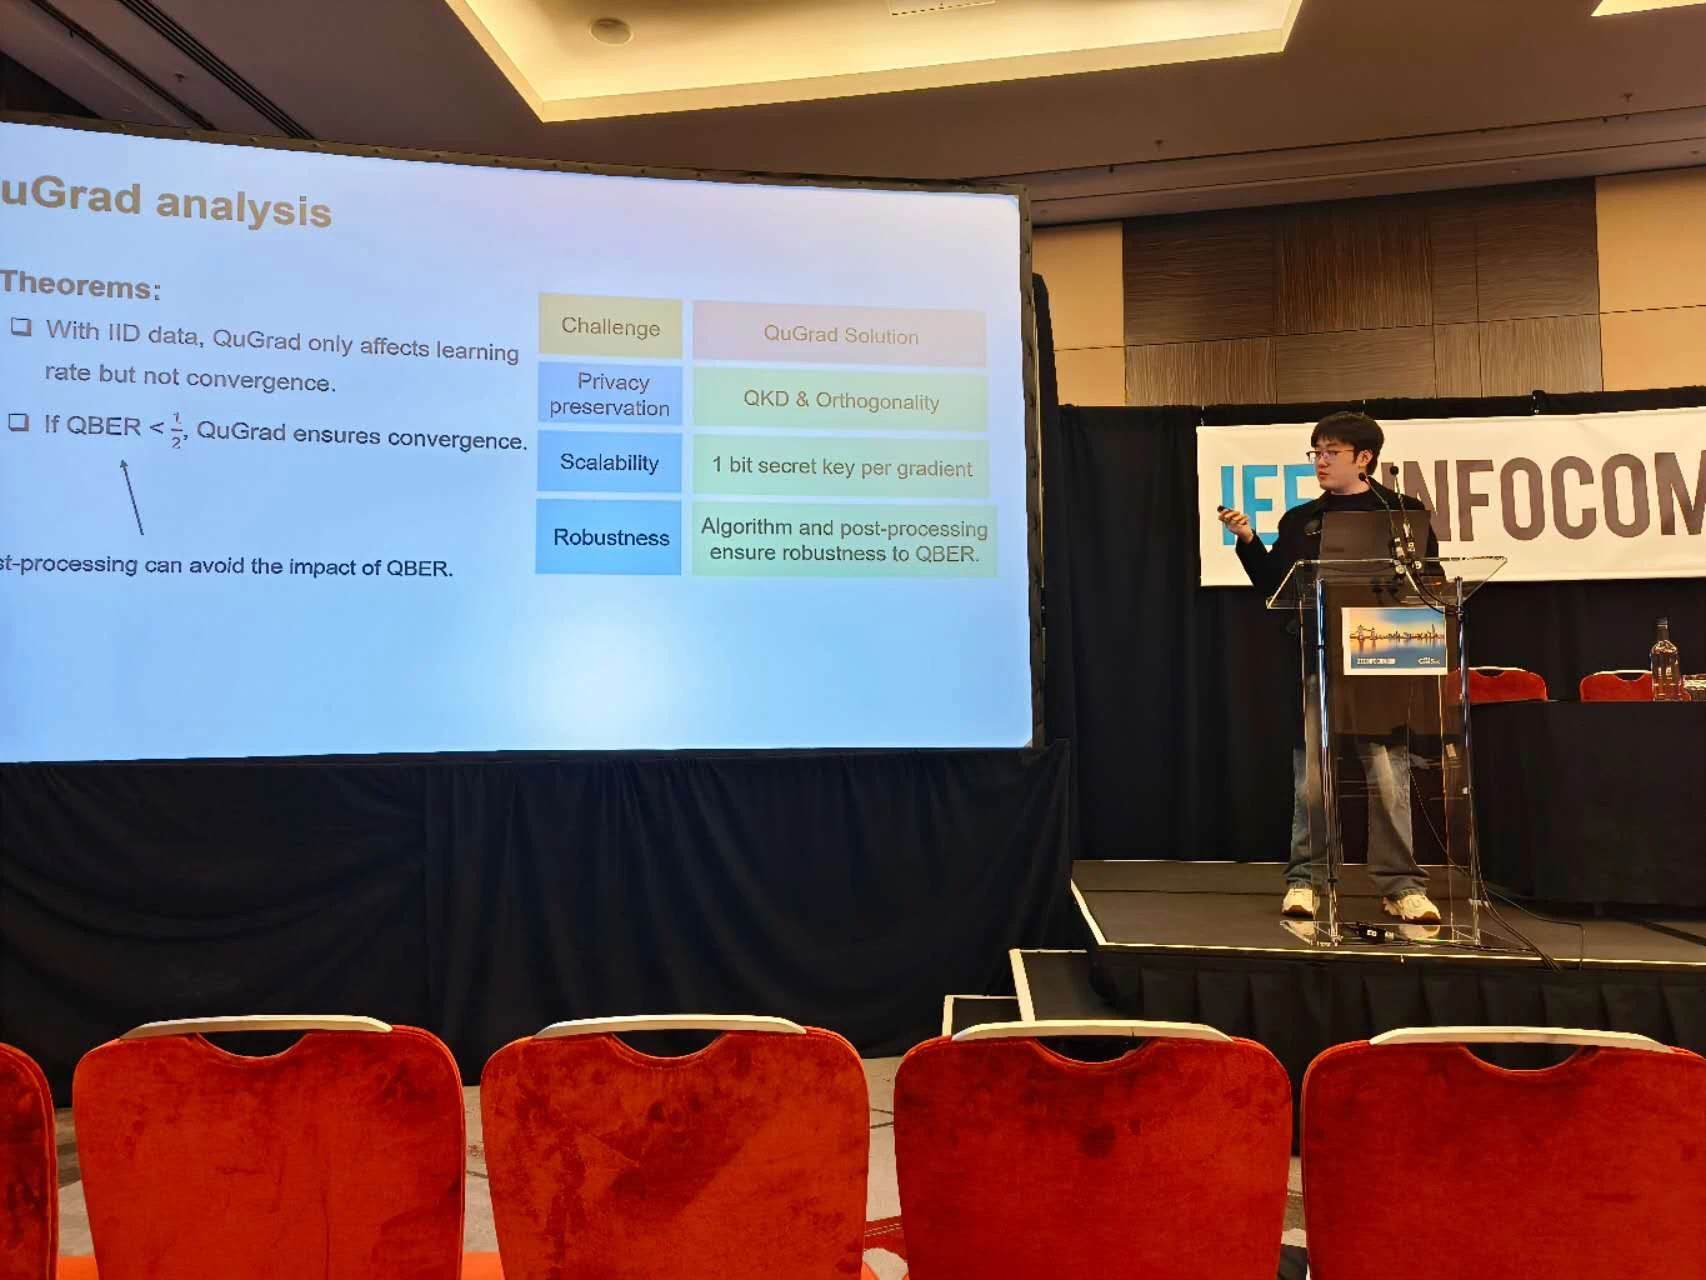 uGrad analysis
Theorems:
❑ With IID data, QuGrad only affects learning
rate but not convergence.
❑ If QBER < 1/2, QuGrad ensures convergence.
st-processing can avoid the impact of QBER.
Challenge
QuGrad Solution
Privacy
preservation
QKD & Orthogonality
Scalability
1 bit secret key per gradient
Robustness
Algorithm and post-processing
ensure robustness to QBER.
IEE INFOCOM